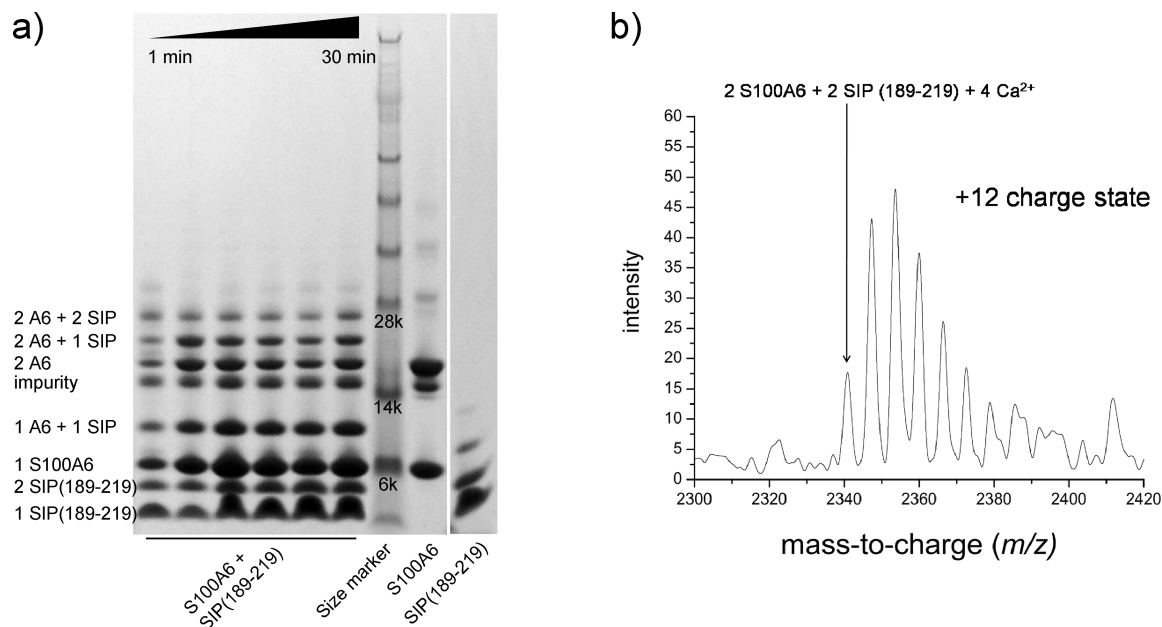 a)
1 min
30 min
2 A6 + 2 SIP
2 A6 + 1 SIP
2 A6
impurity
1 A6 + 1 SIP
1 S100A6
2 SIP(189-219)
1 SIP(189-219)
28k
14k
6k
S100A6 +
SIP(189-219)
Size marker
S100A6
SIP(189-219)
b)
2 S100A6 + 2 SIP (189-219) + 4 Ca²⁺
+12 charge state
intensity
60
55
50
45
40
35
30
25
20
15
10
5
0
2300 2320 2340 2360 2380 2400 2420
mass-to-charge (m/z)